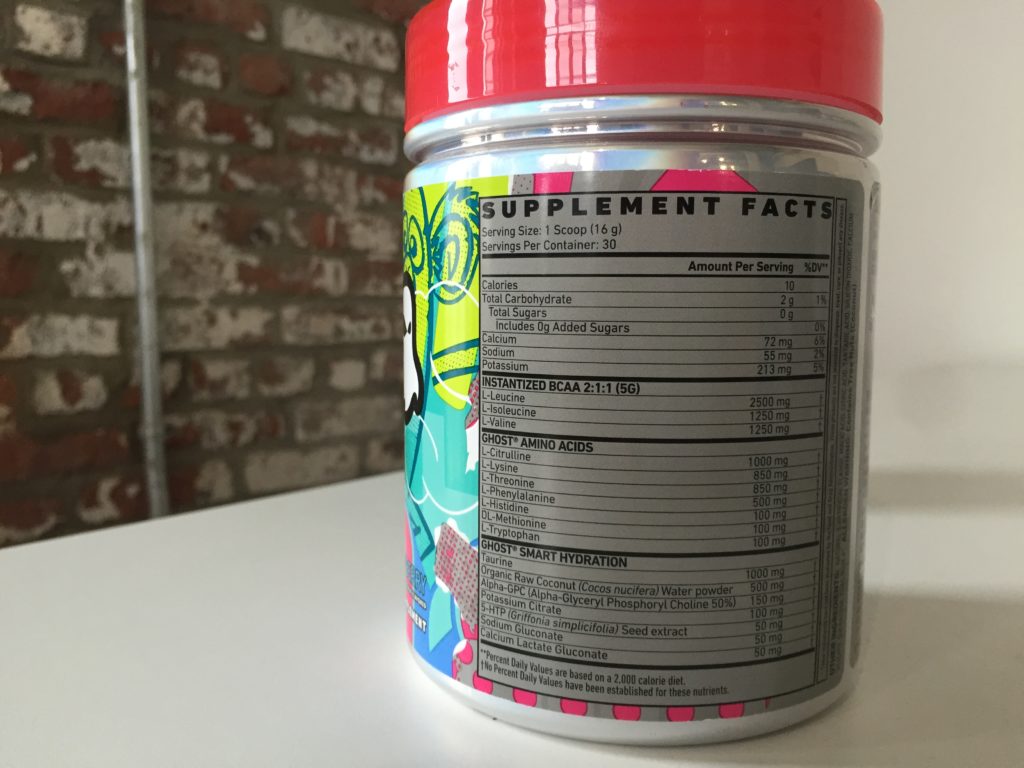 SUPPLEMENT FACTS
Serving Size: 1 Scoop (16 g)
Servings Per Container: 30
Amount Per Serving %DV**
Calories 10
Total Carbohydrate 2 g 1%
Total Sugars 0 g
Includes 0g Added Sugars 0%
Calcium 72 mg 6%
Sodium 55 mg 2%
Potassium 213 mg 5%
INSTANTIZED BCAA 2:1:1 (5G)
L-Leucine 2500 mg †
L-Isoleucine 1250 mg †
L-Valine 1250 mg †
GHOST® AMINO ACIDS
L-Citrulline 1000 mg †
L-Lysine 850 mg †
L-Threonine 850 mg †
L-Phenylalanine 500 mg †
L-Histidine 100 mg †
DL-Methionine 100 mg †
L-Tryptophan 100 mg †
GHOST® SMART HYDRATION
Taurine 1000 mg †
Organic Raw Coconut (Cocos nucifera) Water powder 500 mg †
Alpha-GPC (Alpha-Glyceryl Phosphoryl Choline 50%) 150 mg †
Potassium Citrate 100 mg †
5-HTP (Griffonia simplicifolia) Seed extract 50 mg †
Sodium Gluconate 50 mg †
Calcium Lactate Gluconate 50 mg †
**Percent Daily Values are based on a 2,000 calorie diet.
†No Percent Daily Values have been established for these nutrients.